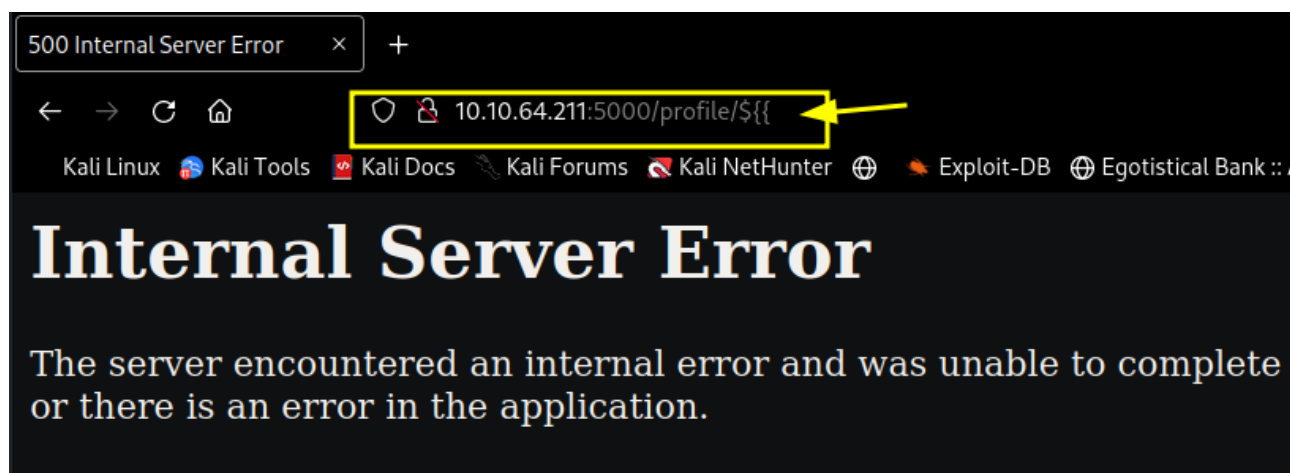 500 Internal Server Error × +
10.10.64.211:5000/profile/${{
Kali Linux Kali Tools Kali Docs Kali Forums Kali NetHunter Exploit-DB Egotistical Bank ::
Internal Server Error
The server encountered an internal error and was unable to complete
or there is an error in the application.